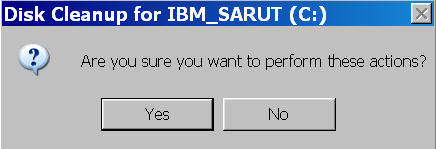 Disk Cleanup for IBM_SARUT (C:)
Are you sure you want to perform these actions?
Yes No